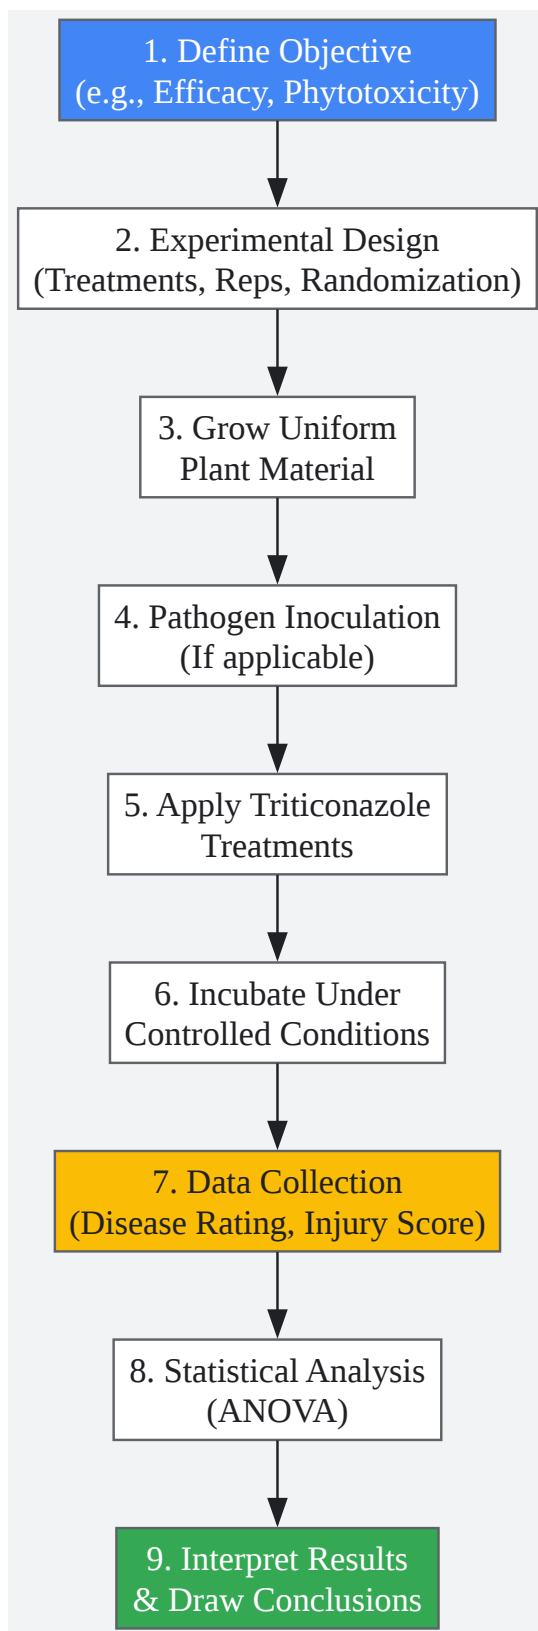 1. Define Objective
(e.g., Efficacy, Phytotoxicity)
2. Experimental Design
(Treatments, Reps, Randomization)
3. Grow Uniform
Plant Material
4. Pathogen Inoculation
(If applicable)
5. Apply Triticonazole
Treatments
6. Incubate Under
Controlled Conditions
7. Data Collection
(Disease Rating, Injury Score)
8. Statistical Analysis
(ANOVA)
9. Interpret Results
& Draw Conclusions